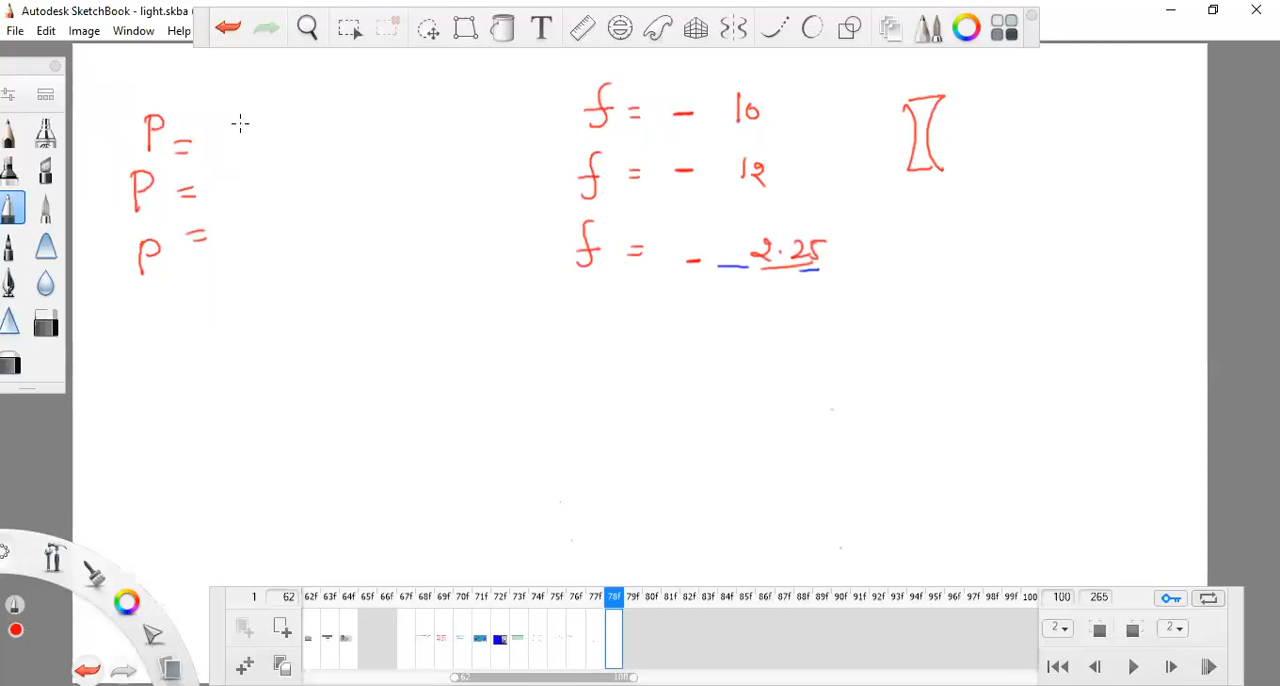 Autodesk SketchBook - light.skba
File Edit Image Window Help
T
P =
P =
P =
f = - 10
f = - 12
f = - 2.25
1 62 62f 63f 64f 65f 66f 67f 68f 69f 70f 71f 72f 73f 74f 75f 76f 77f 78f 79f 80f 81f 82f 83f 84f 85f 86f 87f 88f 89f 90f 91f 92f 93f 94f 95f 96f 97f 98f 99f 100 100 265
2 2
62 100